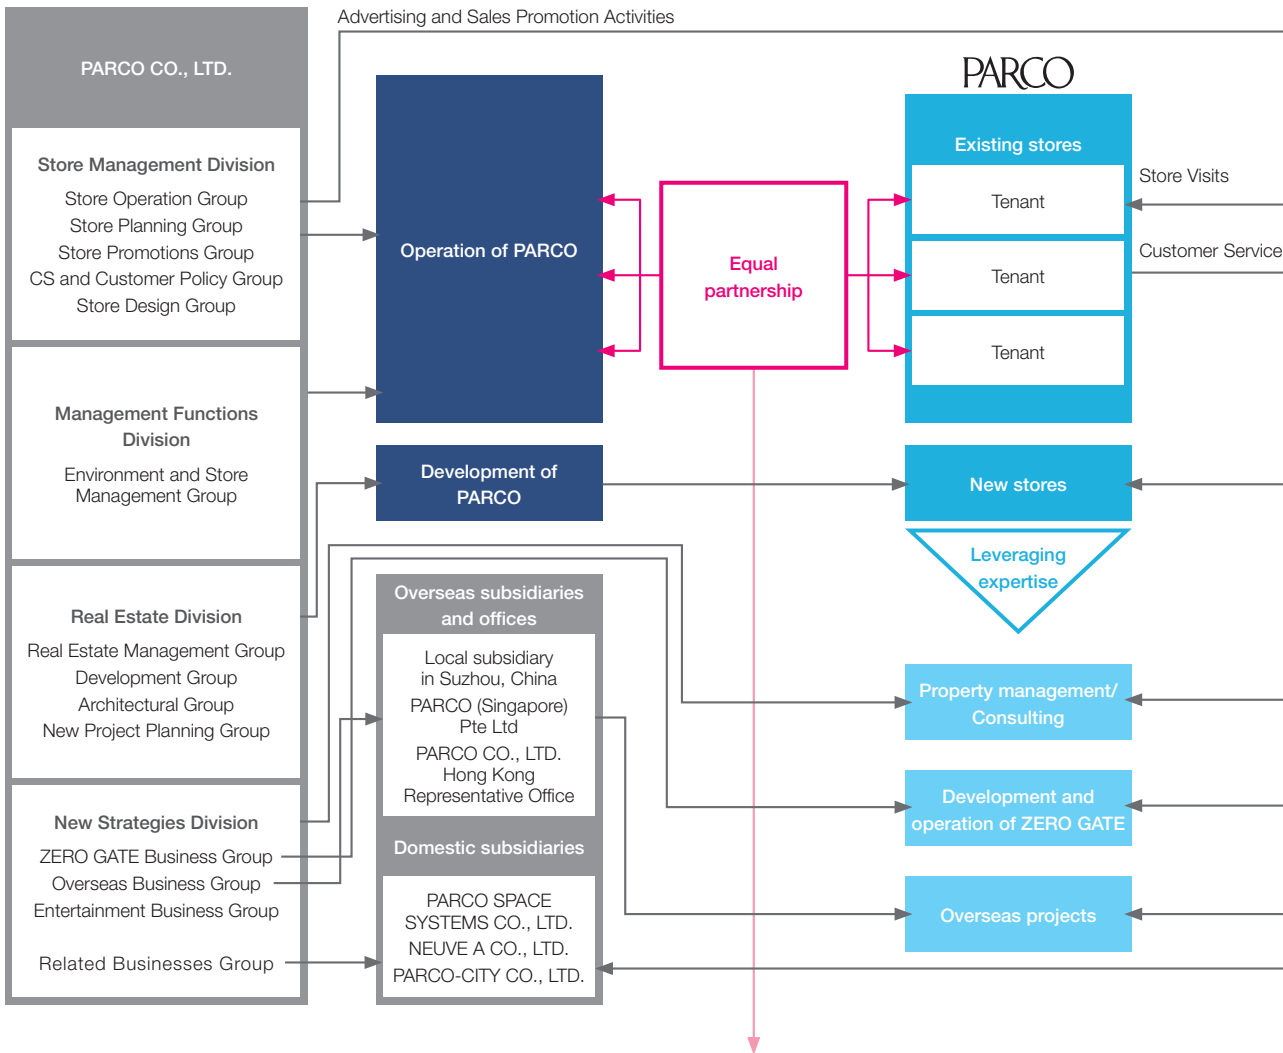 Advertising and Sales Promotion Activities
PARCO CO., LTD.
Store Management Division
Store Operation Group
Store Planning Group
Store Promotions Group
CS and Customer Policy Group
Store Design Group
Management Functions
Division
Environment and Store
Management Group
Real Estate Division
Real Estate Management Group
Development Group
Architectural Group
New Project Planning Group
New Strategies Division
ZERO GATE Business Group
Overseas Business Group
Entertainment Business Group
Related Businesses Group
Operation of PARCO
Development of
PARCO
Overseas subsidiaries
and offices
Local subsidiary
in Suzhou, China
PARCO (Singapore)
Pte Ltd
PARCO CO., LTD.
Hong Kong
Representative Office
Domestic subsidiaries
PARCO SPACE
SYSTEMS CO., LTD.
NEUVE A CO., LTD.
PARCO-CITY CO., LTD.
Equal
partnership
PARCO
Existing stores
Tenant
Tenant
Tenant
Store Visits
Customer Service
New stores
Leveraging
expertise
Property management/
Consulting
Development and
operation of ZERO GATE
Overseas projects